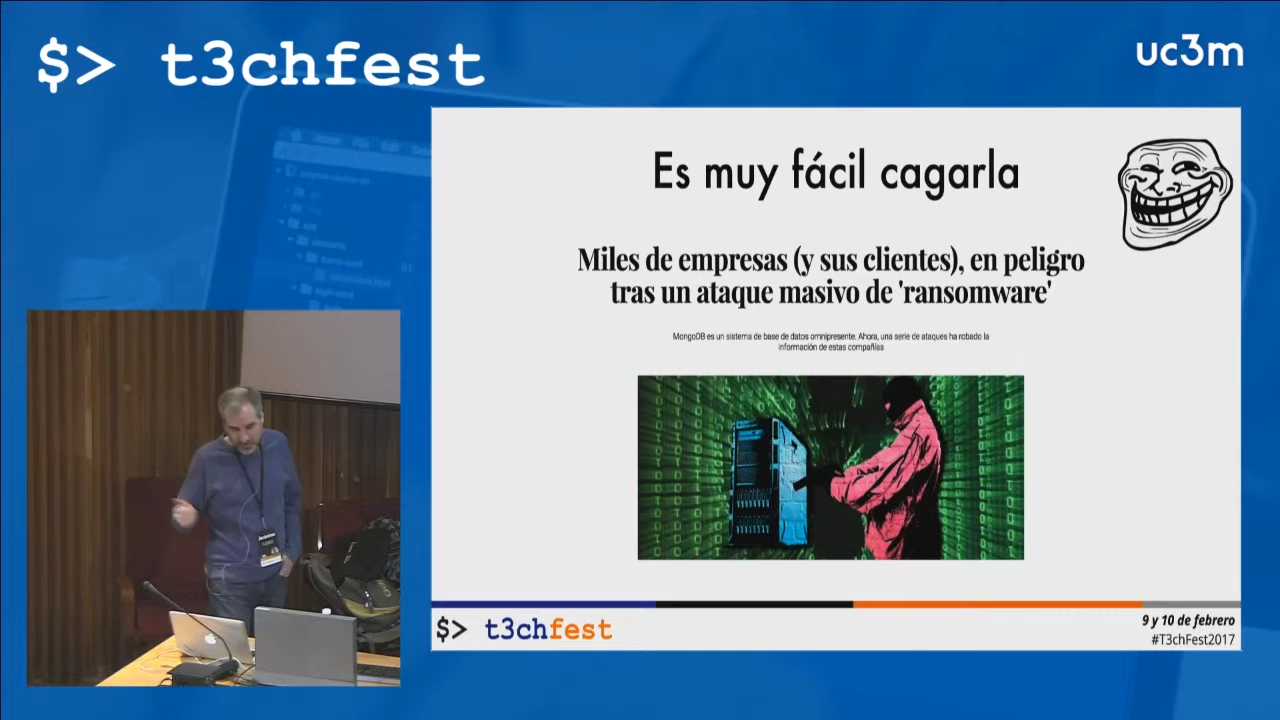 $> t3chfest
uc3m
Es muy fácil cagarla
Miles de empresas (y sus clientes), en peligro
tras un ataque masivo de 'ransomware'
MongoDB es un sistema de base de datos omnipresente. Ahora, una serie de ataques ha robado la
información de estas compañías
$> t3chfest
9 y 10 de febrero
#T3chFest2017